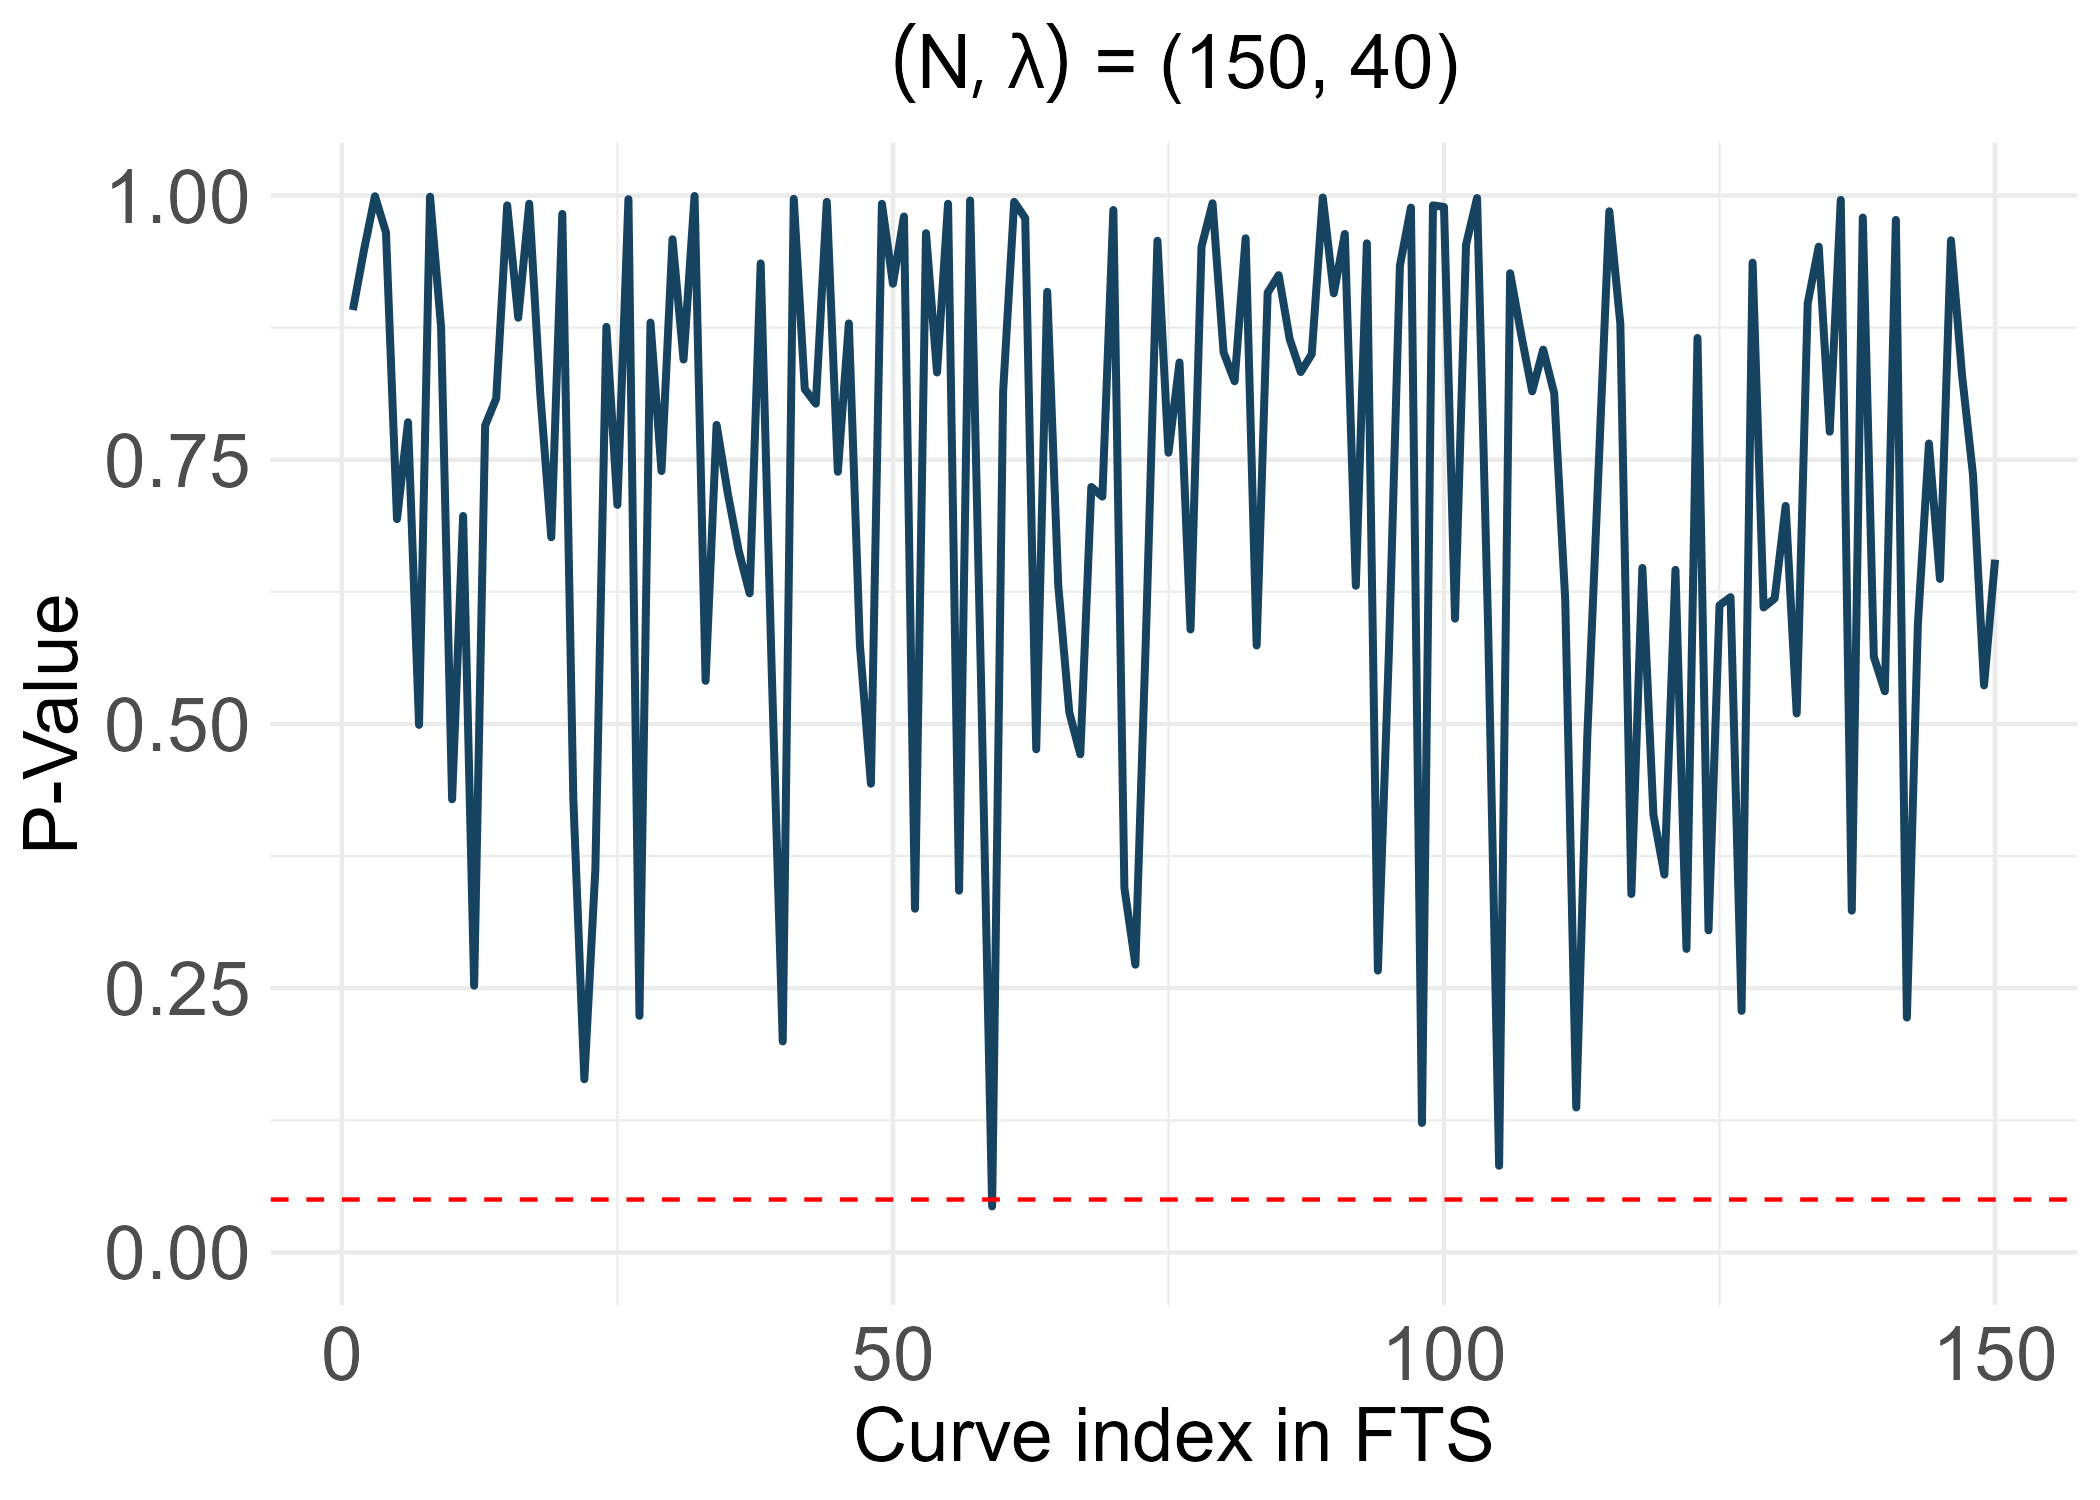 (N, λ) = (150, 40)
1.00
0.75
0.50
0.25
0.00
P-Value
0 50 100 150
Curve index in FTS